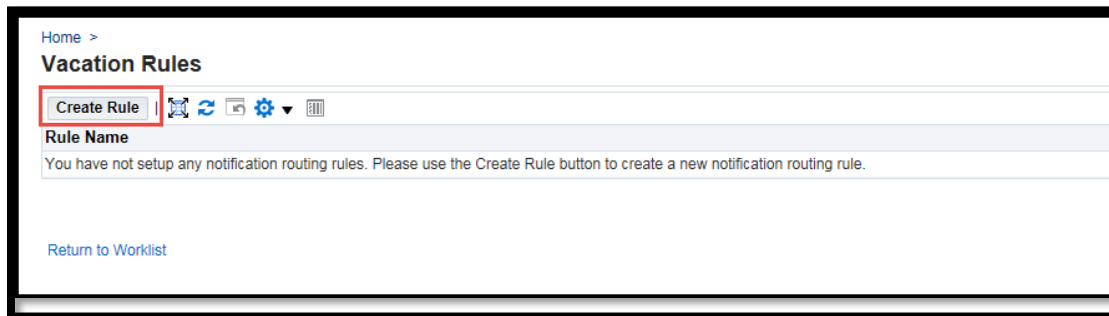 Home >
Vacation Rules
Create Rule |
Rule Name
You have not setup any notification routing rules. Please use the Create Rule button to create a new notification routing rule.
Return to Worklist